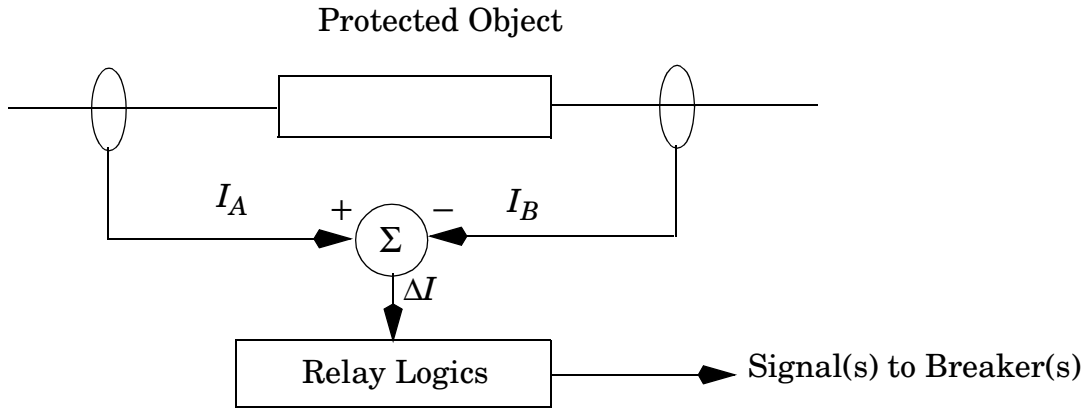 Protected Object
I_A + − I_B
Σ
ΔI
Relay Logics
Signal(s) to Breaker(s)